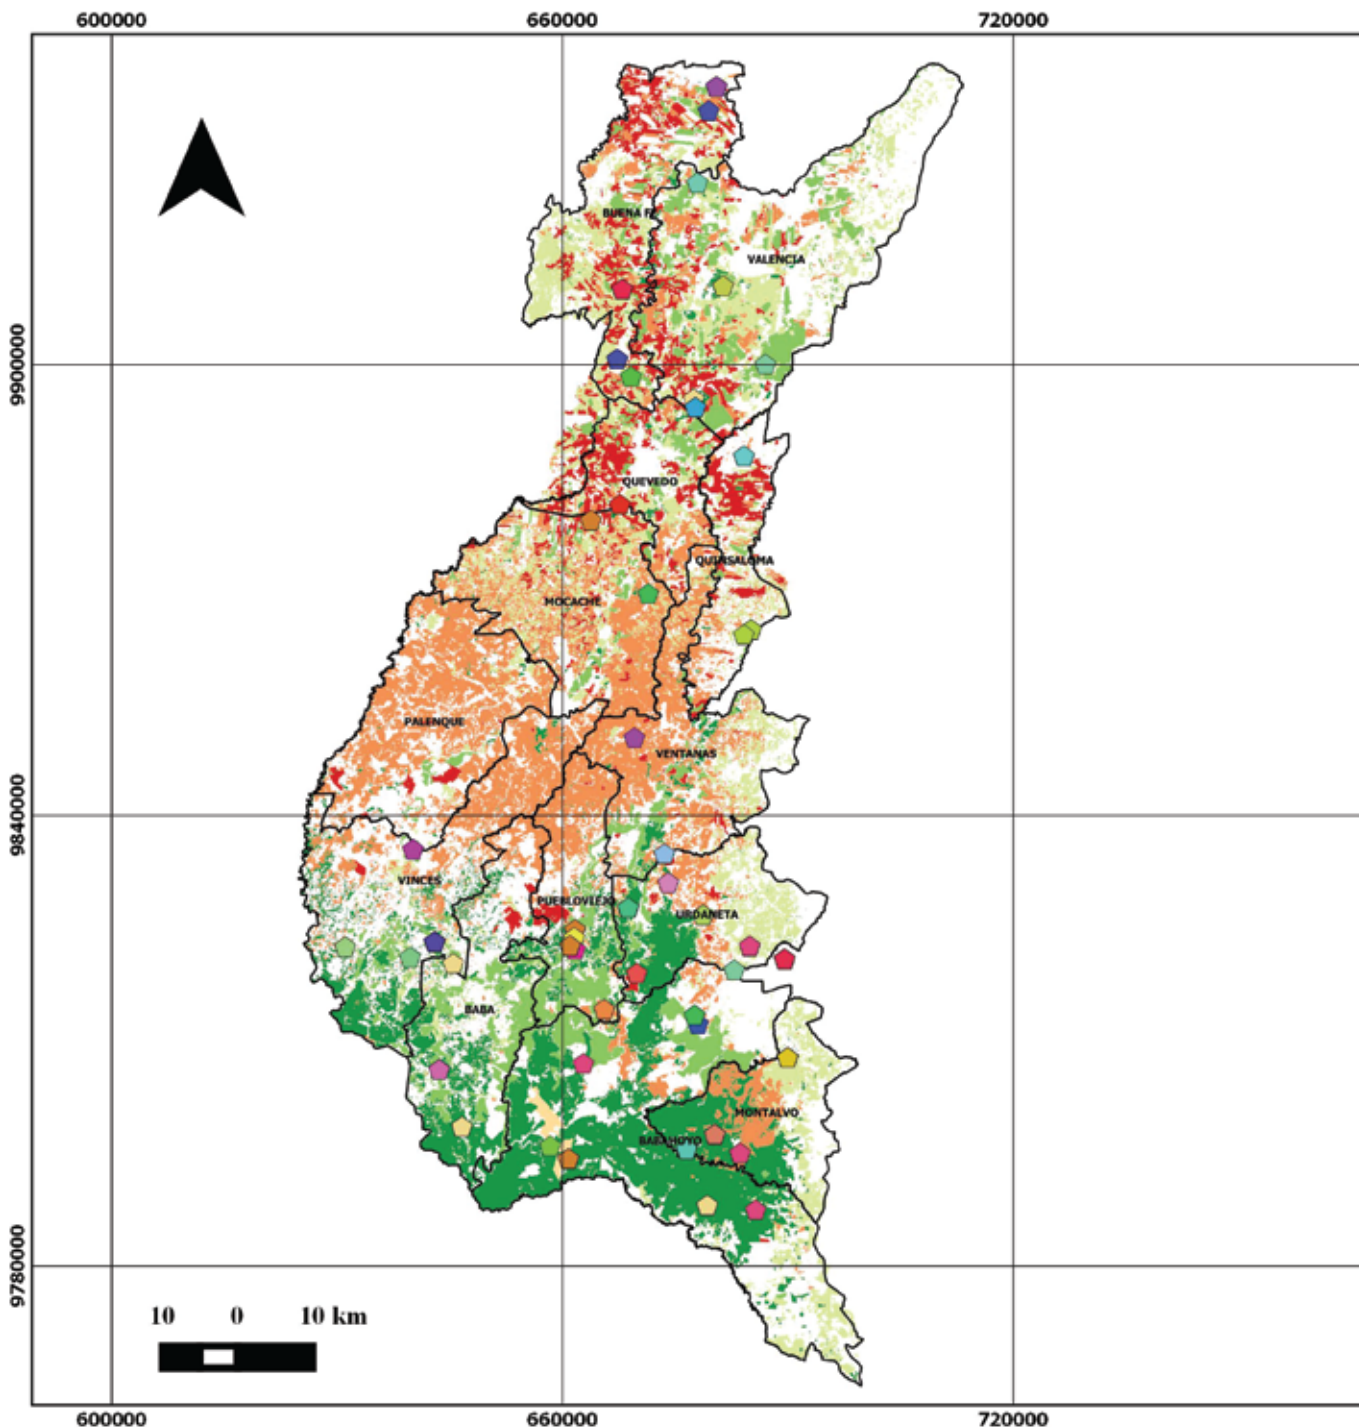 600000 660000 720000
BUENA F
VALENCIA
9900000
QUEVEDO
QUINSALOMA
MOCACHE
PALENQUE
VENTANAS
9840000
VINCES
PUEBLOVIEJO
URDANETA
BABA
MONTALVO
BABAHOYO
9780000
10 0 10 km
600000 660000 720000